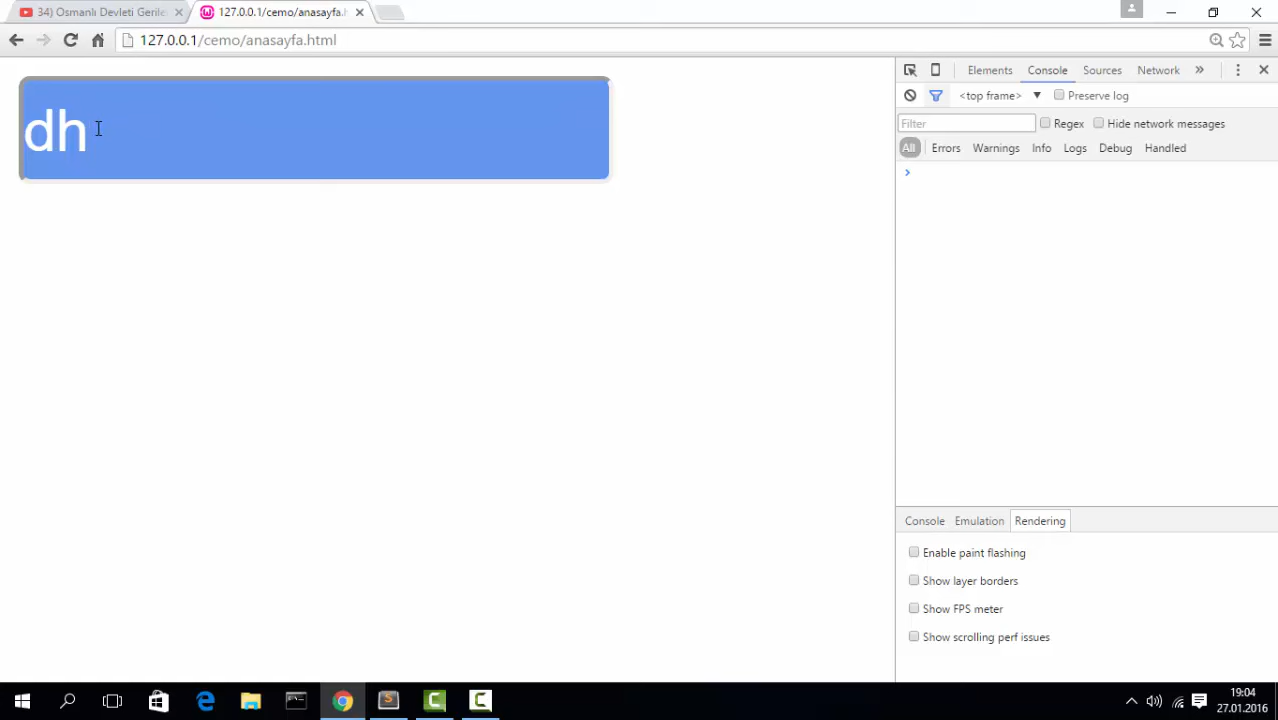 34) Osmanlı Devleti Gerile
127.0.0.1/cemo/anasayfa.h
127.0.0.1/cemo/anasayfa.html
dh
Elements Console Sources Network »
<top frame> ▼ Preserve log
Filter Regex Hide network messages
All Errors Warnings Info Logs Debug Handled
Console Emulation Rendering
Enable paint flashing
Show layer borders
Show FPS meter
Show scrolling perf issues
19:04
27.01.2016